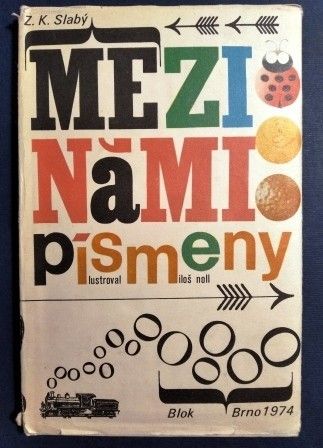 Z. K. Slabý
MEZI
NÁMI
písmeny
ilustroval miloš noll
Blok Brno 1974